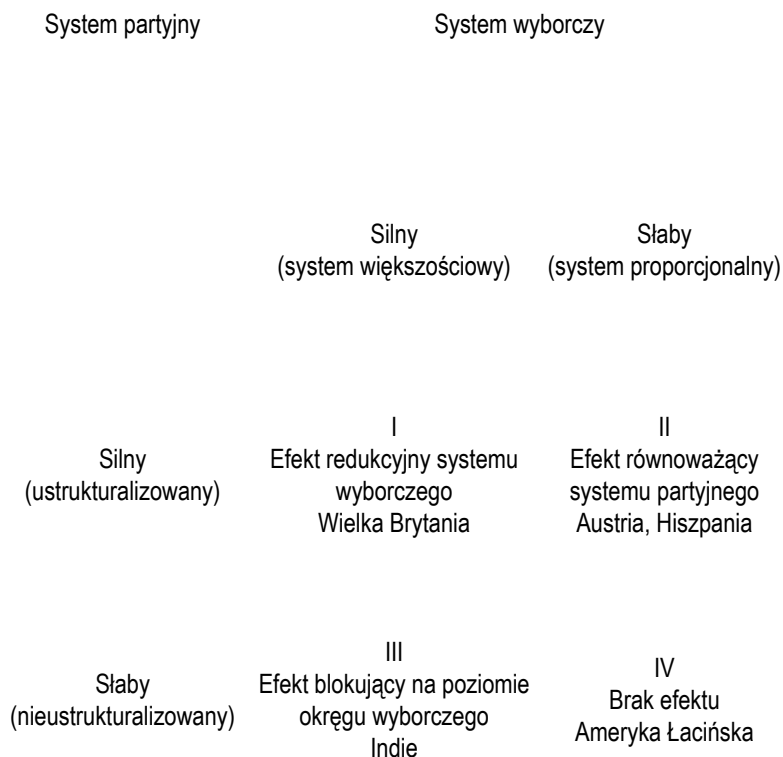 System partyjny
System wyborczy
Silny
(system większościowy)
Słaby
(system proporcjonalny)
Silny
(ustrukturalizowany)
I
Efekt redukcyjny systemu
wyborczego
Wielka Brytania
II
Efekt równoważący
systemu partyjnego
Austria, Hiszpania
Słaby
(nieustrukturalizowany)
III
Efekt blokujący na poziomie
okręgu wyborczego
Indie
IV
Brak efektu
Ameryka Łacińska